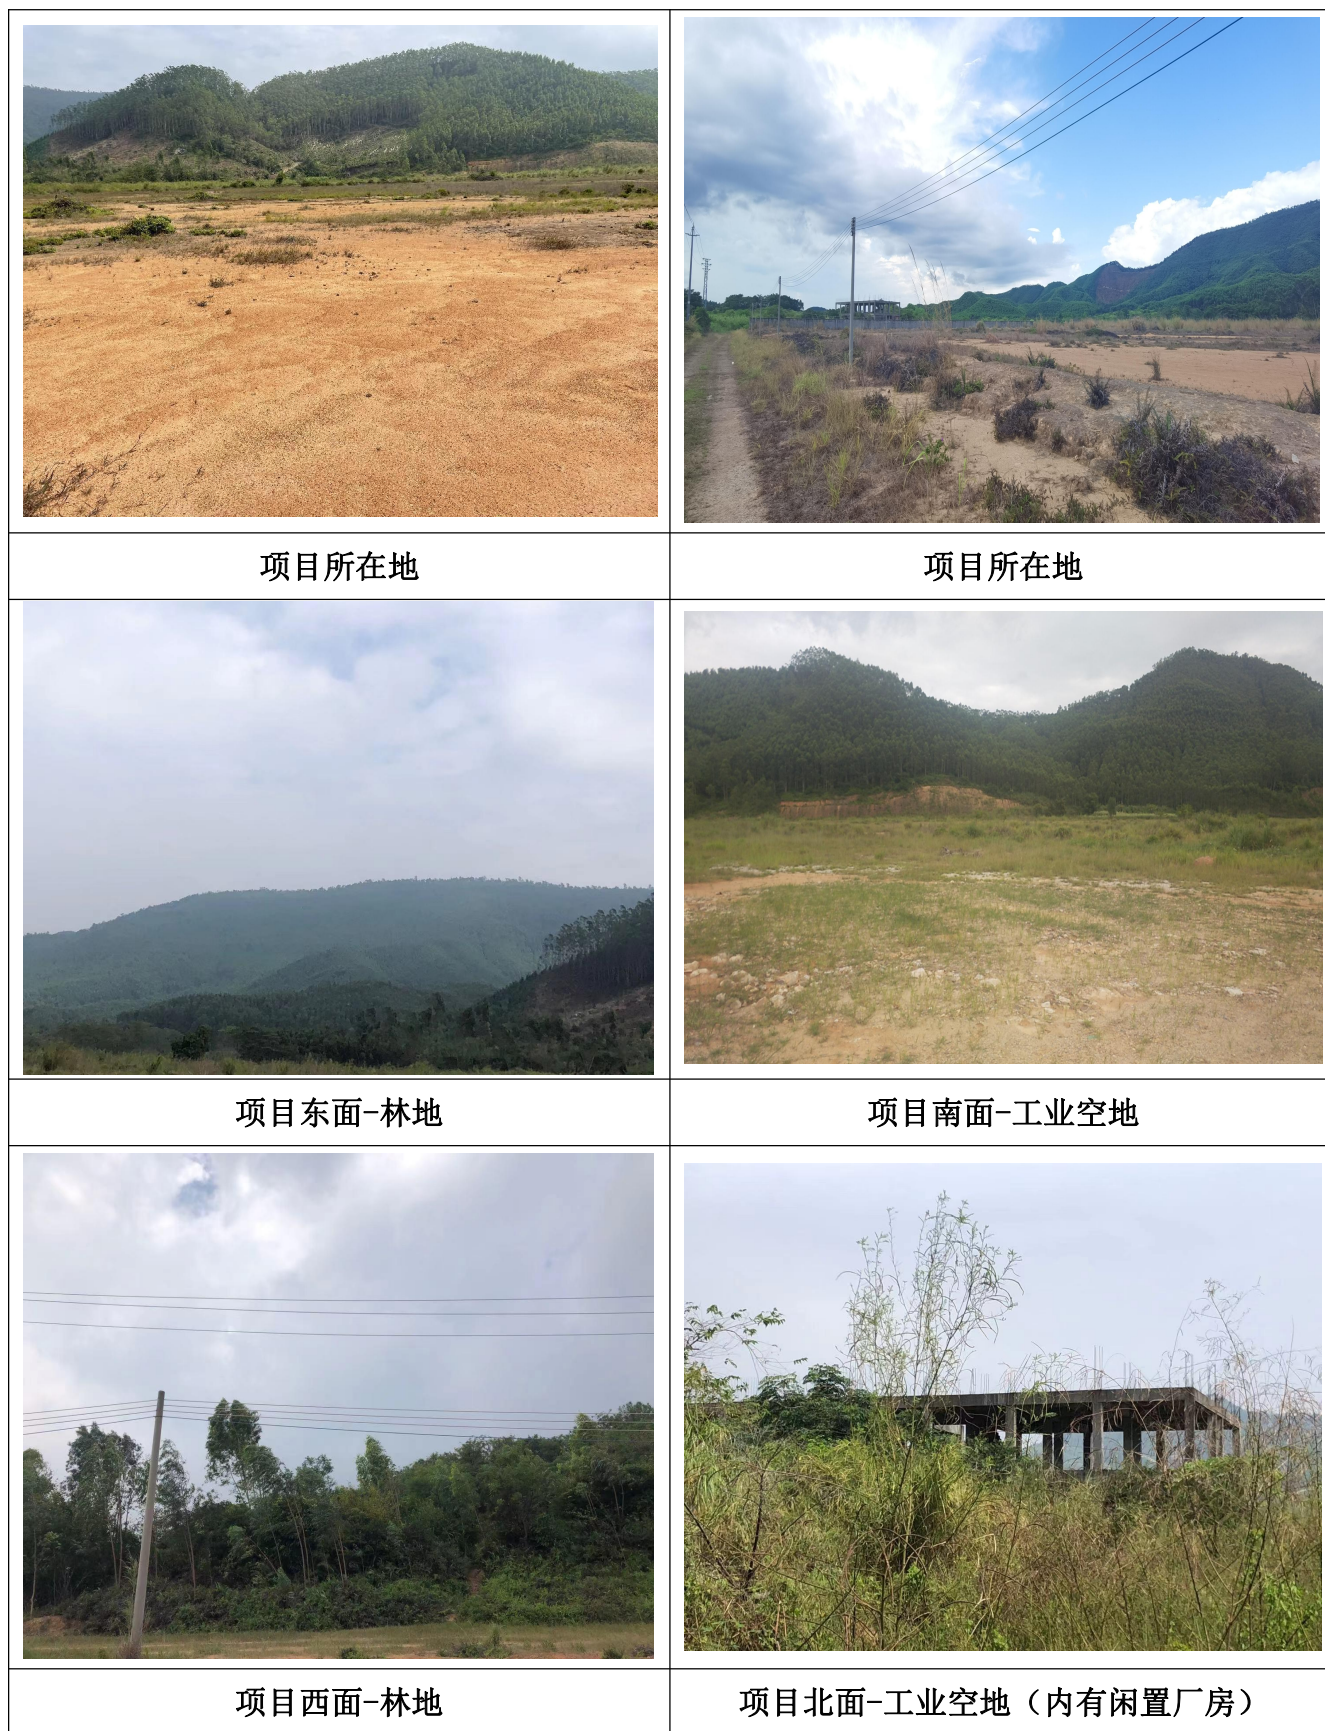 项目所在地
项目所在地
项目东面-林地
项目南面-工业空地
项目西面-林地
项目北面-工业空地（内有闲置厂房）